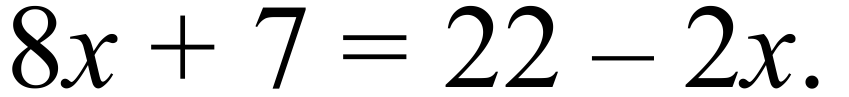 8x + 7 = 22 − 2x.